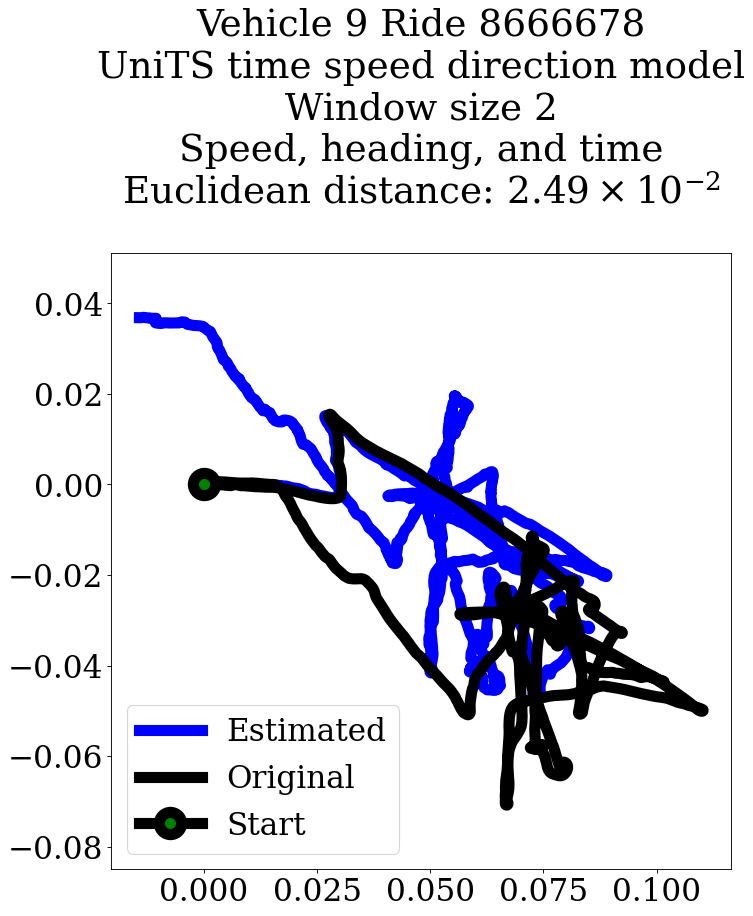 Vehicle 9 Ride 8666678
UniTS time speed direction model
Window size 2
Speed, heading, and time
Euclidean distance: 2.49 × 10⁻²
0.04
0.02
0.00
−0.02
−0.04
−0.06
−0.08
Estimated
Original
Start
0.000 0.025 0.050 0.075 0.100